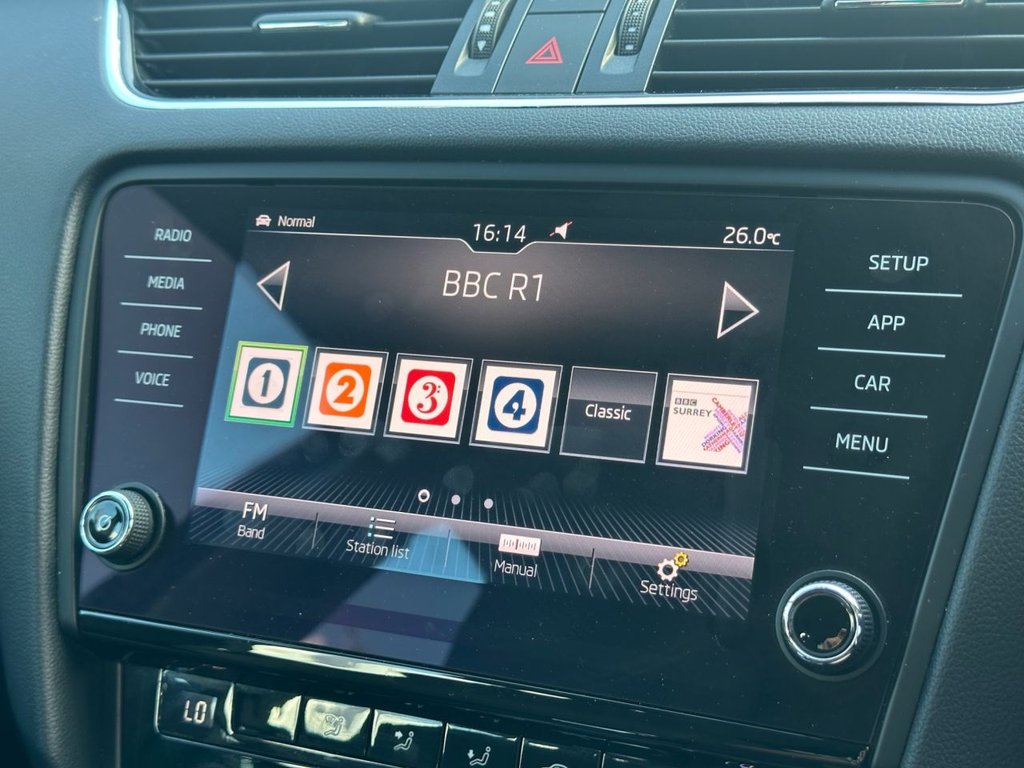 Normal
16:14
26.0°C
RADIO
MEDIA
PHONE
VOICE
BBC R1
SETUP
APP
CAR
MENU
1
2
3
4
Classic
BBC
SURREY
DORKING
FM
Band
Station list
Manual
Settings
LO